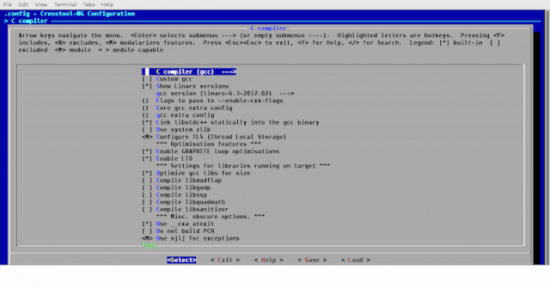 File Edit View Terminal Tabs Help
.config - Crosstool-NG Configuration
> C compiler
C compiler
Arrow keys navigate the menu. <Enter> selects submenus ---> (or empty submenus ----). Highlighted letters are hotkeys. Pressing <Y>
includes, <N> excludes, <M> modularizes features. Press <Esc><Esc> to exit, <?> for Help, </> for Search. Legend: [*] built-in [ ]
excluded <M> module < > module capable
C compiler (gcc) --->
[ ] Custom gcc
[*] Show Linaro versions
gcc version (linaro-6.3-2017.02) --->
() Flags to pass to --enable-cxx-flags
() Core gcc extra config
() gcc extra config
[*] Link libstdc++ statically into the gcc binary
[ ] Use system zlib
<M> Configure TLS (Thread Local Storage)
*** Optimisation features ***
[*] Enable GRAPHITE loop optimisations
[*] Enable LTO
*** Settings for libraries running on target ***
[*] Optimize gcc libs for size
[ ] Compile libmudflap
[ ] Compile libgomp
[ ] Compile libssp
[ ] Compile libquadmath
[ ] Compile libsanitizer
*** Misc. obscure options. ***
[*] Use __cxa_atexit
[ ] Do not build PCH
<M> Use sjlj for exceptions
<Select> < Exit > < Help > < Save > < Load >